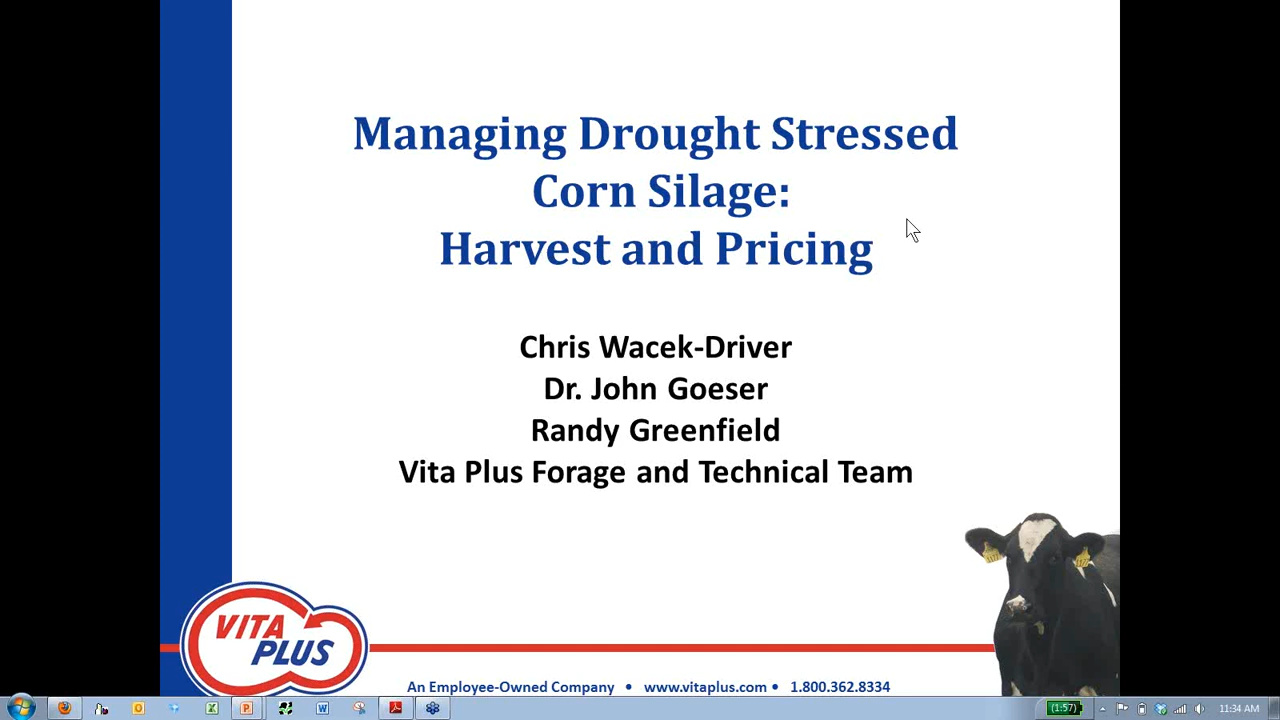 Managing Drought Stressed
Corn Silage:
Harvest and Pricing
Chris Wacek-Driver
Dr. John Goeser
Randy Greenfield
Vita Plus Forage and Technical Team
VITA
PLUS
An Employee-Owned Company • www.vitaplus.com • 1.800.362.8334
(1:57)
11:34 AM